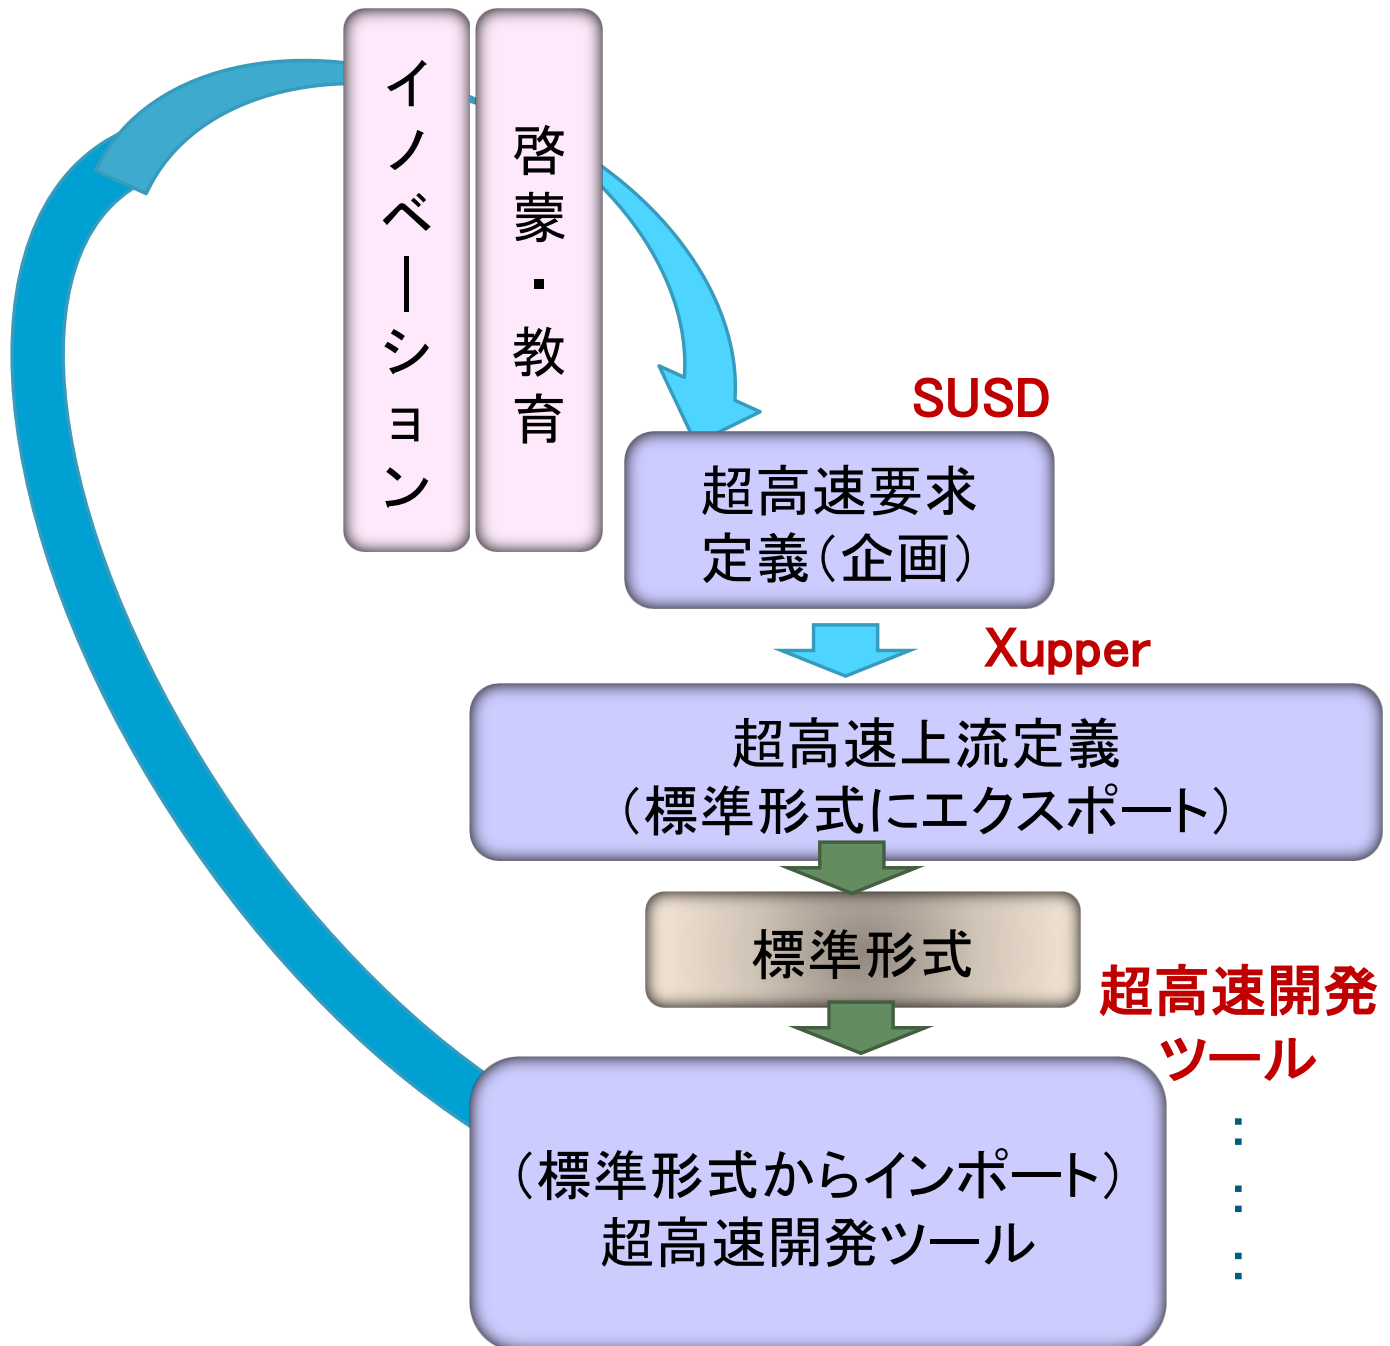 イノベーション
啓蒙・教育
SUSD
超高速要求
定義（企画）
Xupper
超高速上流定義
（標準形式にエクスポート）
標準形式
超高速開発
ツール
：
：
：
（標準形式からインポート）
超高速開発ツール